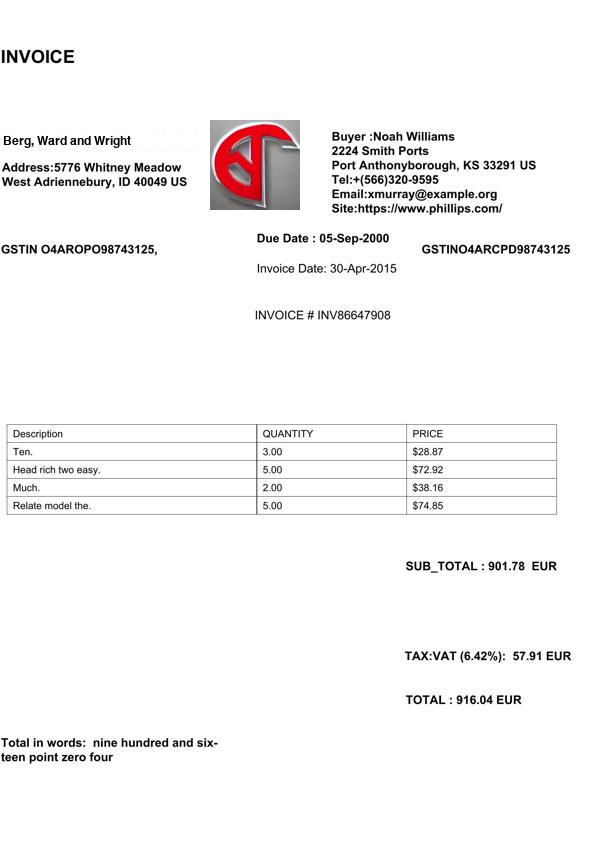 INVOICE
Berg, Ward and Wright
Address:5776 Whitney Meadow
West Adriennebury, ID 40049 US
Buyer :Noah Williams
2224 Smith Ports
Port Anthonyborough, KS 33291 US
Tel:+(566)320-9595
Email:xmurray@example.org
Site:https://www.phillips.com/
GSTIN O4AROPO98743125,
Due Date : 05-Sep-2000
GSTINO4ARCPD98743125
Invoice Date: 30-Apr-2015
INVOICE # INV86647908
Description QUANTITY PRICE
Ten. 3.00 $28.87
Head rich two easy. 5.00 $72.92
Much. 2.00 $38.16
Relate model the. 5.00 $74.85
SUB_TOTAL : 901.78 EUR
TAX:VAT (6.42%): 57.91 EUR
TOTAL : 916.04 EUR
Total in words: nine hundred and six-
teen point zero four